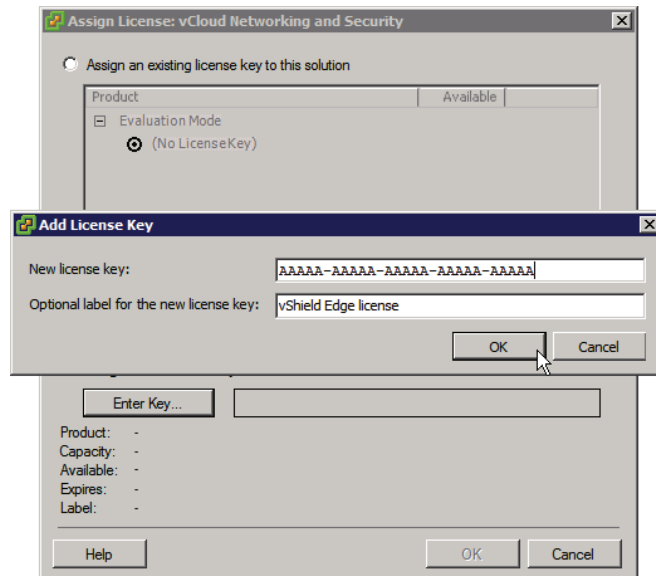 Assign License: vCloud Networking and Security
Assign an existing license key to this solution
Product Available
Evaluation Mode
(No License Key)
Add License Key
New license key: AAAAA-AAAAA-AAAAA-AAAAA-AAAAA
Optional label for the new license key: vShield Edge license
OK Cancel
Enter Key...
Product: -
Capacity: -
Available: -
Expires: -
Label: -
Help OK Cancel